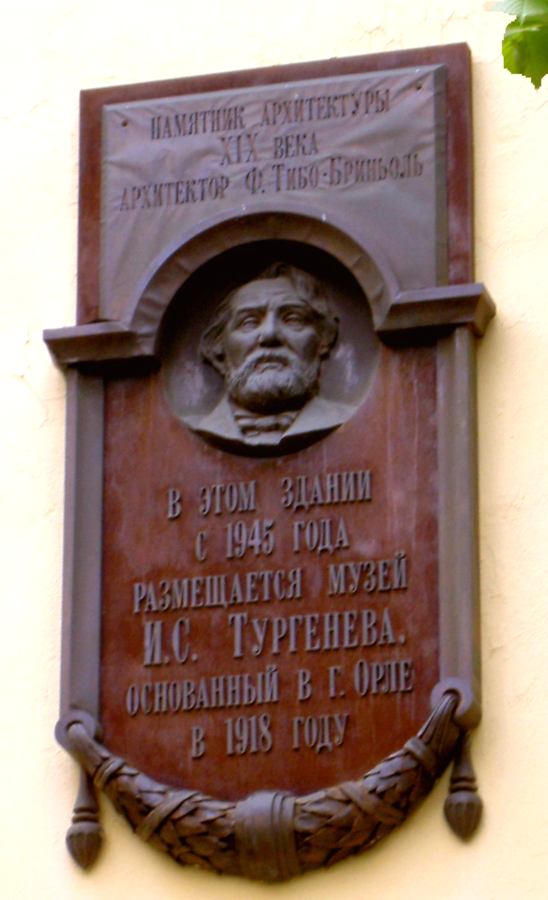 ПАМЯТНИК АРХИТЕКТУРЫ
XIX ВЕКА
АРХИТЕКТОР Ф. ТИБО-БРИНЬОЛЬ
В ЭТОМ ЗДАНИИ
С 1945 ГОДА
РАЗМЕЩАЕТСЯ МУЗЕЙ
И. С. ТУРГЕНЕВА,
ОСНОВАННЫЙ В Г. ОРЛЕ
В 1918 ГОДУ